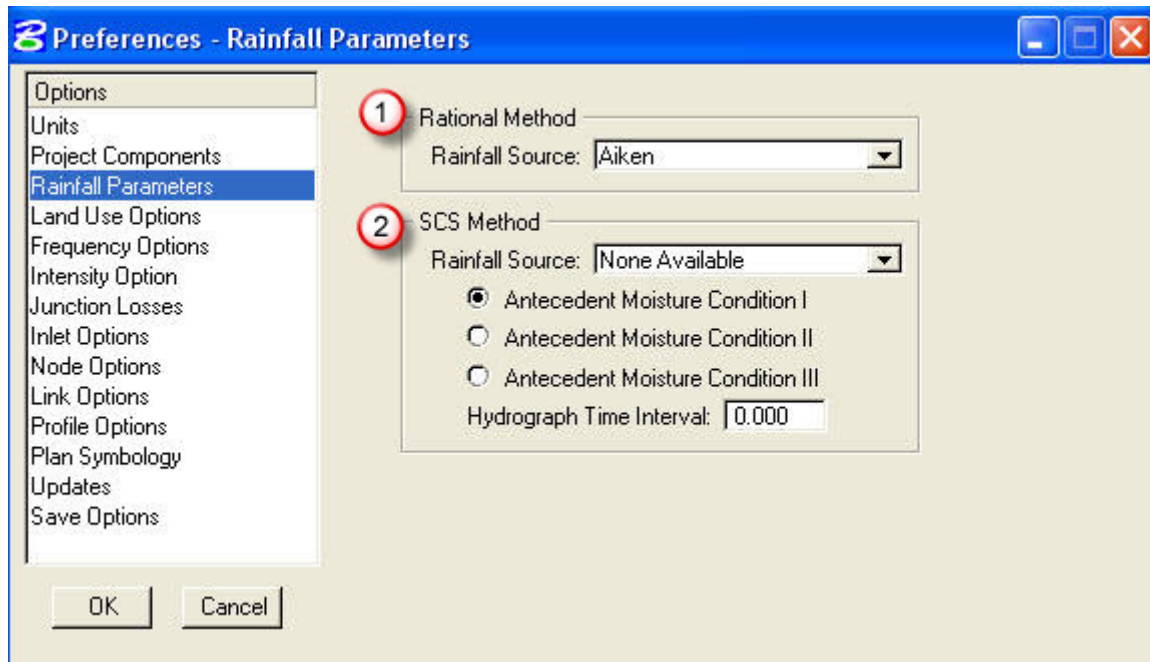 Preferences - Rainfall Parameters
Options
Units
Project Components
Rainfall Parameters
Land Use Options
Frequency Options
Intensity Option
Junction Losses
Inlet Options
Node Options
Link Options
Profile Options
Plan Symbology
Updates
Save Options
OK Cancel
1 Rational Method
Rainfall Source: Aiken
2 SCS Method
Rainfall Source: None Available
Antecedent Moisture Condition I
Antecedent Moisture Condition II
Antecedent Moisture Condition III
Hydrograph Time Interval: 0.000